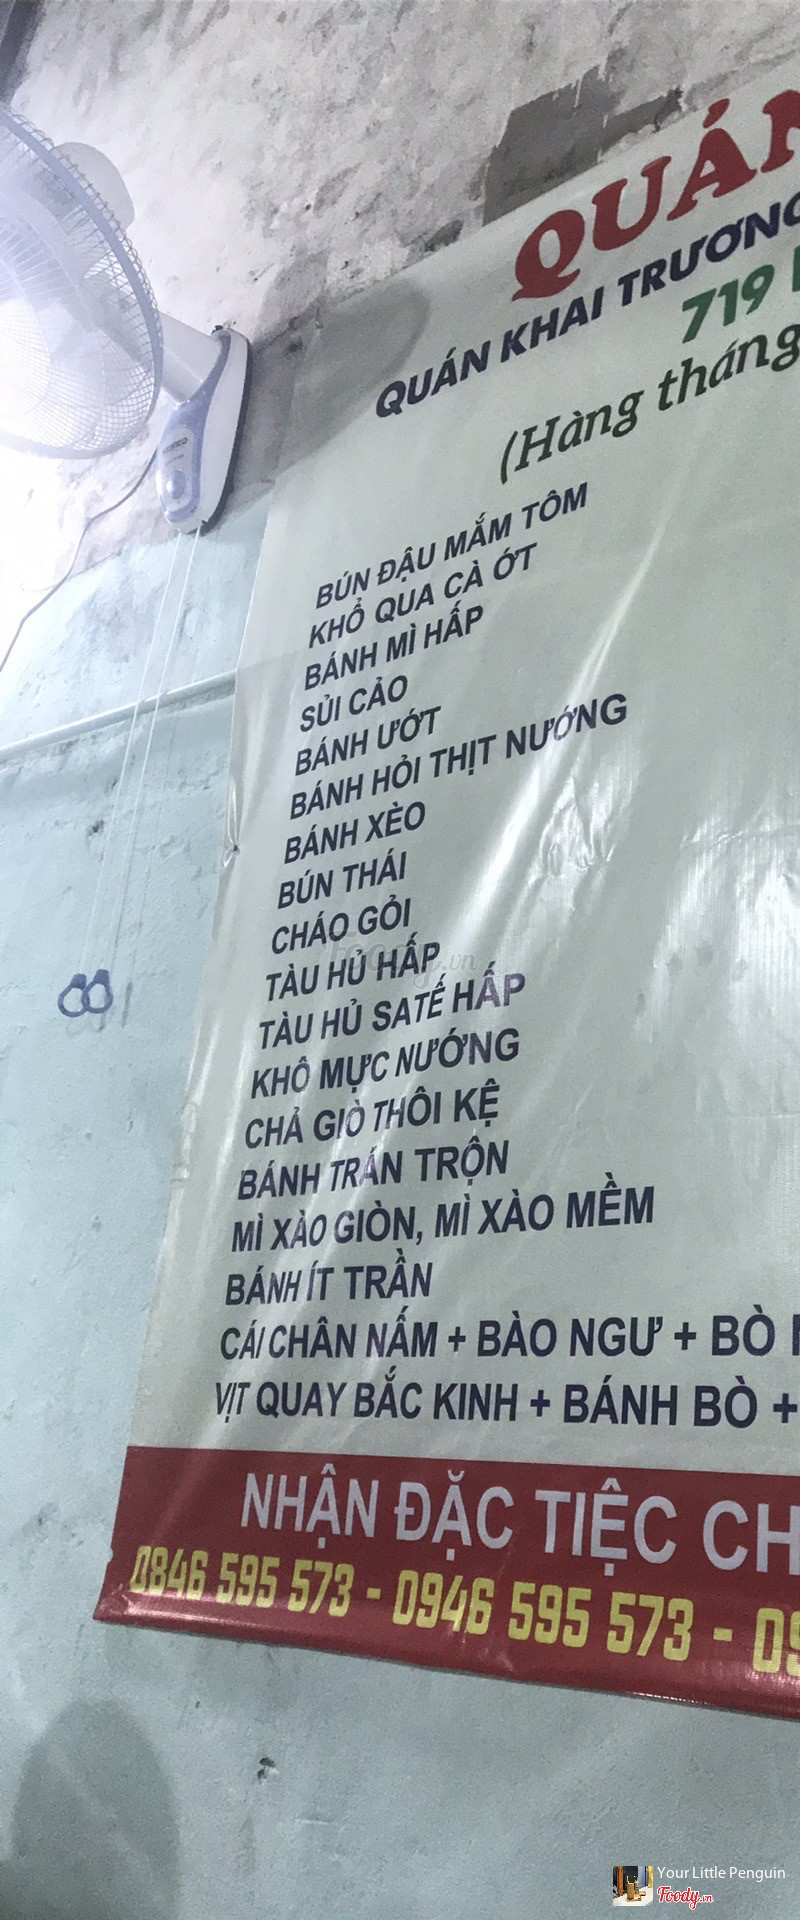 QUÁN
QUÁN KHAI TRƯƠNG
719
(Hàng tháng
BÚN ĐẬU MẮM TÔM
KHỔ QUA CÀ ỚT
BÁNH MÌ HẤP
SỦI CẢO
BÁNH ƯỚT
BÁNH HỎI THỊT NƯỚNG
BÁNH XÈO
BÚN THÁI
CHÁO GỎI
TÀU HỦ HẤP
TÀU HỦ SATẾ HẤP
KHÔ MỰC NƯỚNG
CHẢ GIÒ THÔI KỆ
BÁNH TRÁN TRỘN
MÌ XÀO GIÒN, MÌ XÀO MỀM
BÁNH ÍT TRẦN
CÁI CHÂN NẤM + BÀO NGƯ + BÒ
VỊT QUAY BẮC KINH + BÁNH BÒ +
NHẬN ĐẶC TIỆC CH
0846 595 573 - 0946 595 573 - 09
Foody.vn
Your Little Penguin
Foody.vn